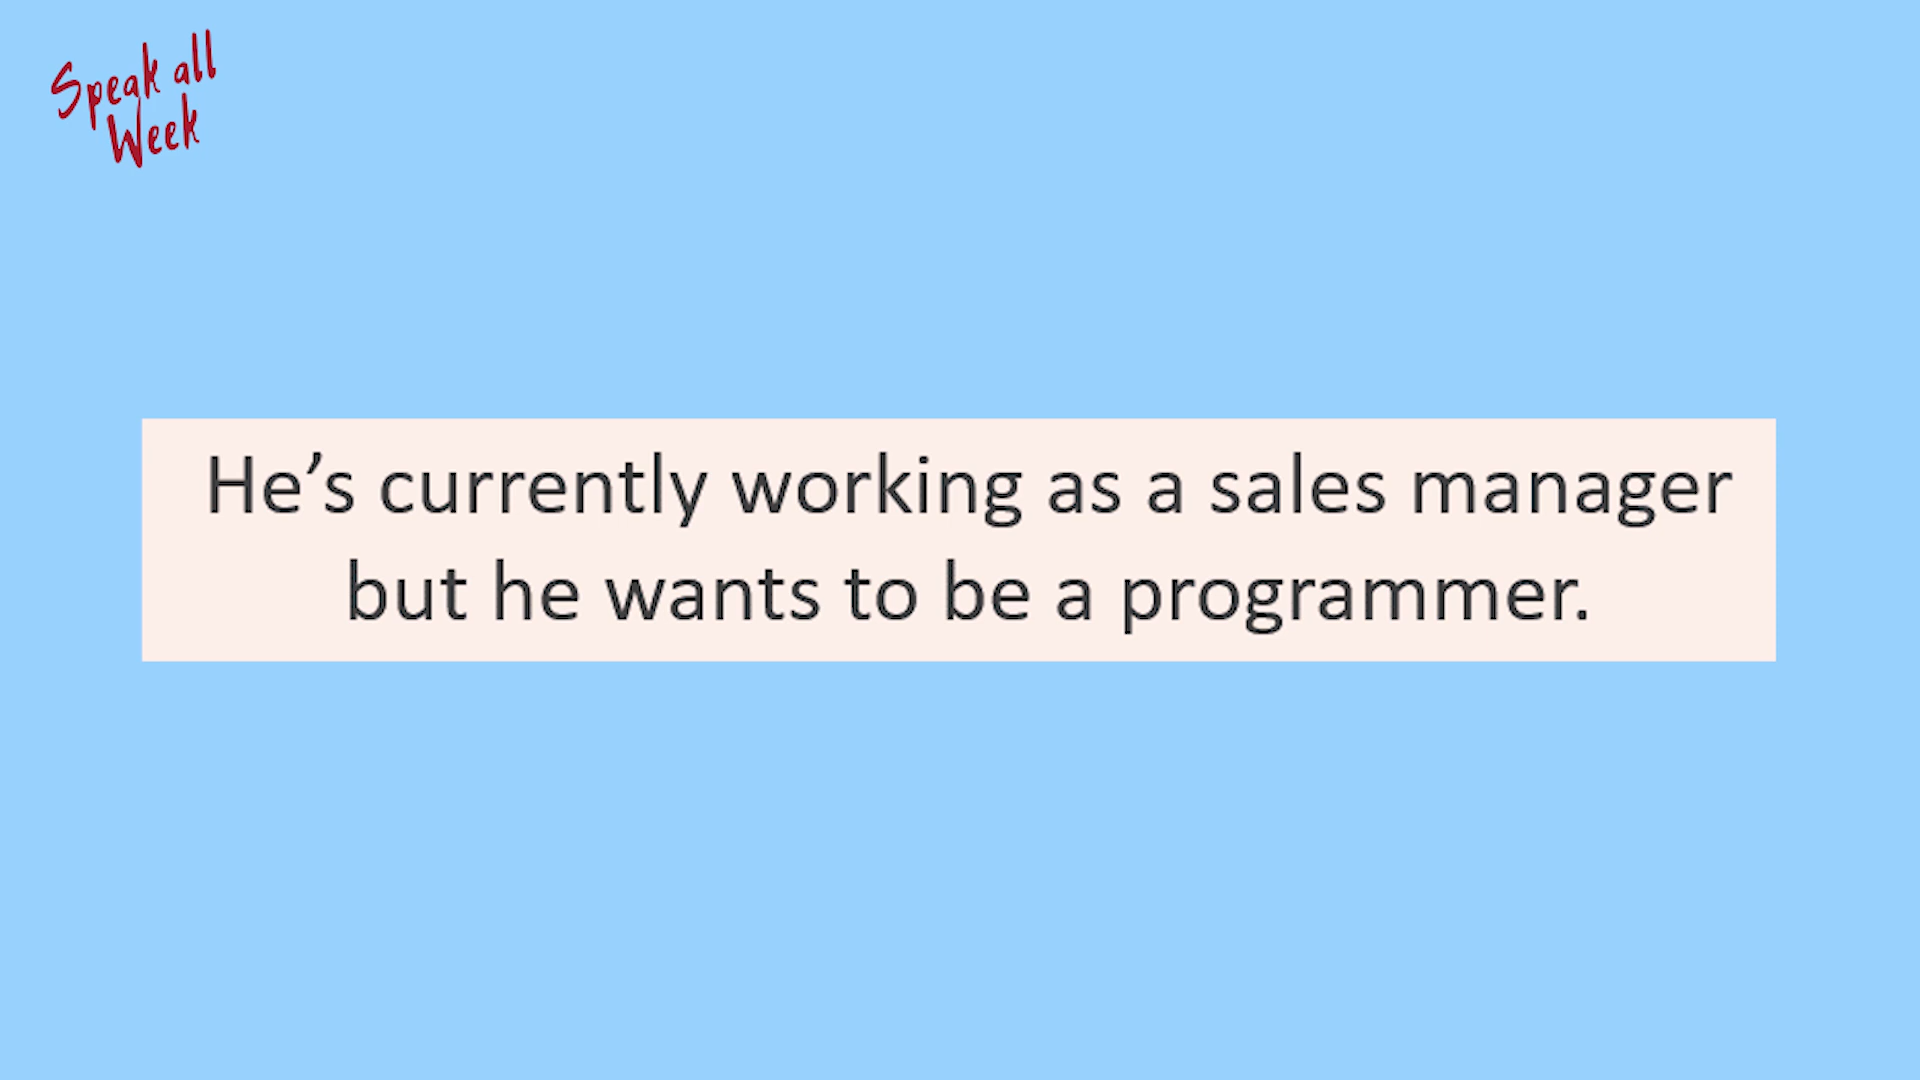 Speak all
Week
He’s currently working as a sales manager
but he wants to be a programmer.